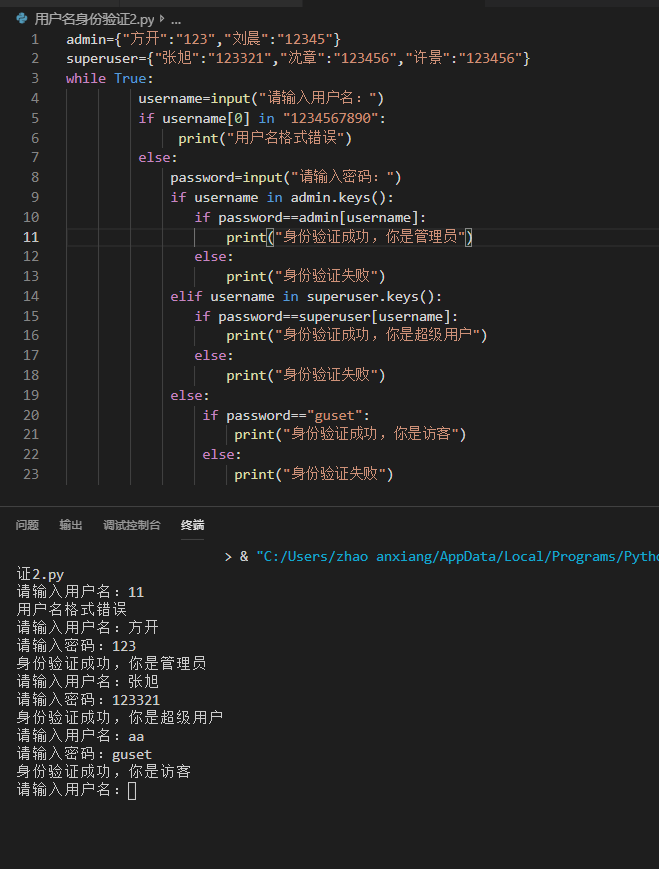 用户名身份验证2.py > ...
1 admin={"方开":"123","刘晨":"12345"}
2 superuser={"张旭":"123321","沈章":"123456","许景":"123456"}
3 while True:
4 username=input("请输入用户名：")
5 if username[0] in "1234567890":
6 print("用户名格式错误")
7 else:
8 password=input("请输入密码：")
9 if username in admin.keys():
10 if password==admin[username]:
11 print("身份验证成功，你是管理员")
12 else:
13 print("身份验证失败")
14 elif username in superuser.keys():
15 if password==superuser[username]:
16 print("身份验证成功，你是超级用户")
17 else:
18 print("身份验证失败")
19 else:
20 if password=="guset":
21 print("身份验证成功，你是访客")
22 else:
23 print("身份验证失败")
问题 输出 调试控制台 终端
> & "C:/Users/zhao anxiang/AppData/Local/Programs/Pytho
证2.py
请输入用户名：11
用户名格式错误
请输入用户名：方开
请输入密码：123
身份验证成功，你是管理员
请输入用户名：张旭
请输入密码：123321
身份验证成功，你是超级用户
请输入用户名：aa
请输入密码：guset
身份验证成功，你是访客
请输入用户名：